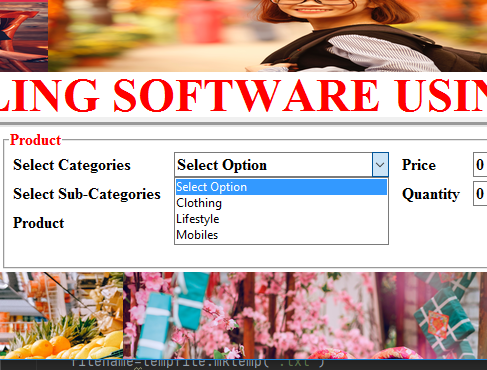 LING SOFTWARE USIN
Product
Select Categories Select Option Price 0
Select Option
Select Sub-Categories Quantity 0
Clothing
Lifestyle
Product
Mobiles
filename=tempfile.mktemp('.txt')